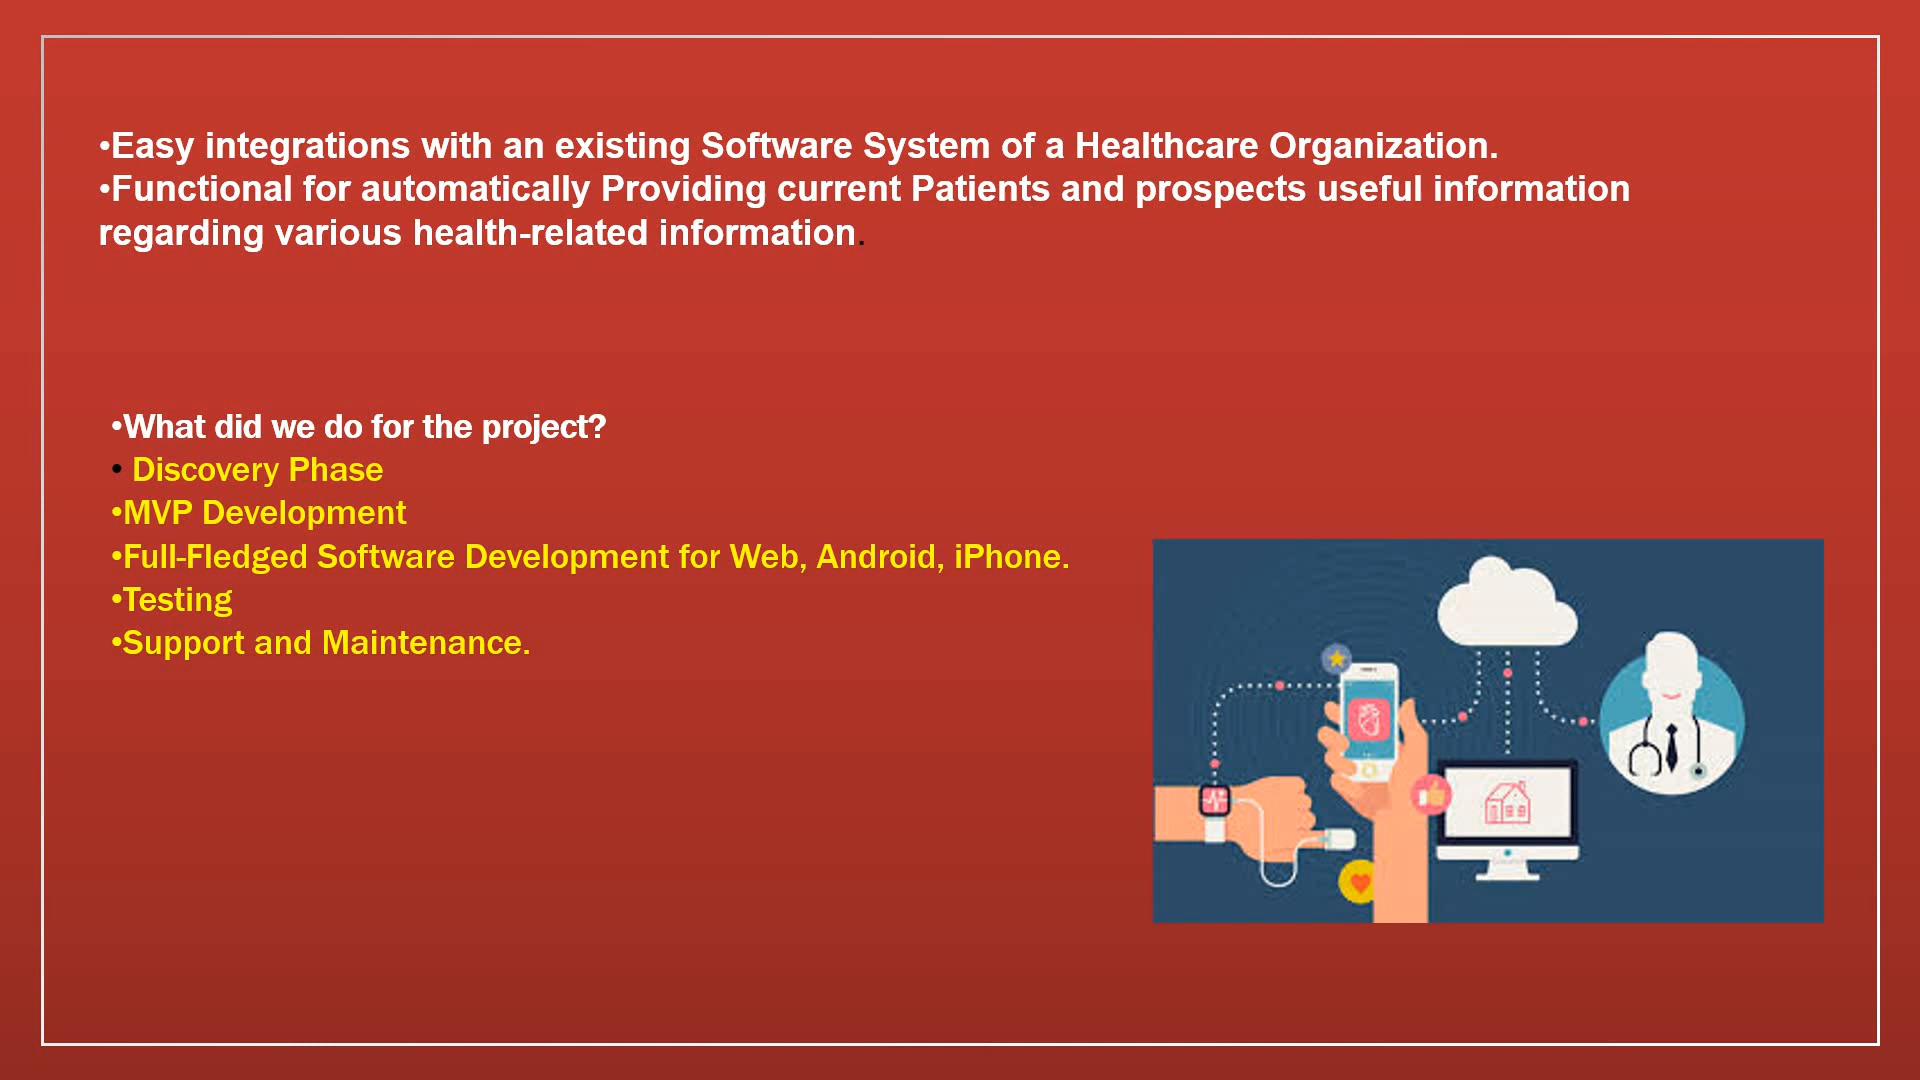 •Easy integrations with an existing Software System of a Healthcare Organization.
•Functional for automatically Providing current Patients and prospects useful information
regarding various health-related information.
•What did we do for the project?
• Discovery Phase
•MVP Development
•Full-Fledged Software Development for Web, Android, iPhone.
•Testing
•Support and Maintenance.